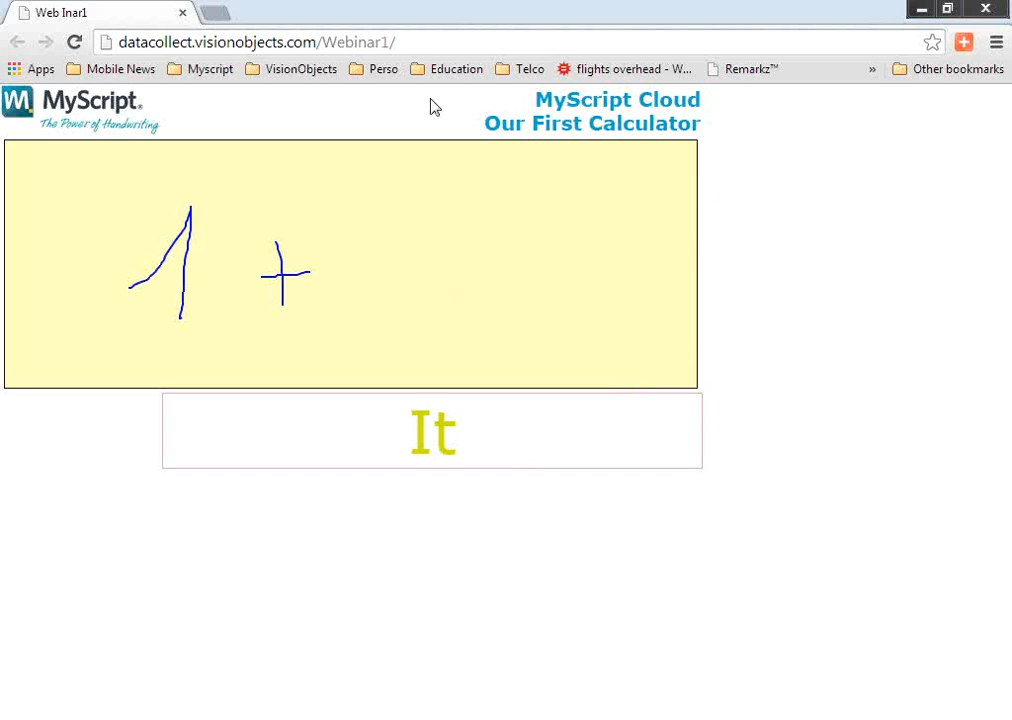 Web Inar1
datacollect.visionobjects.com/Webinar1/
Apps Mobile News Myscript VisionObjects Perso Education Telco flights overhead - W... Remarkz™ » Other bookmarks
MyScript® MyScript Cloud
The Power of Handwriting Our First Calculator
1 +
It